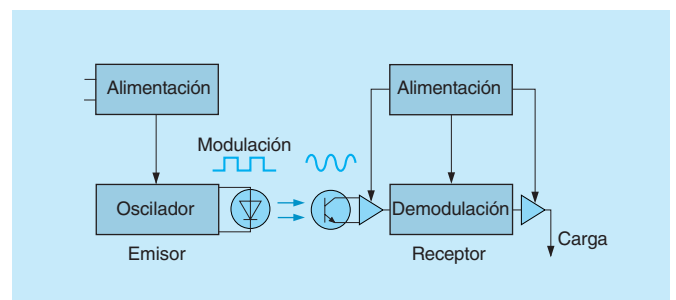 Alimentación
Alimentación
Modulación
Oscilador
Demodulación
Carga
Emisor
Receptor